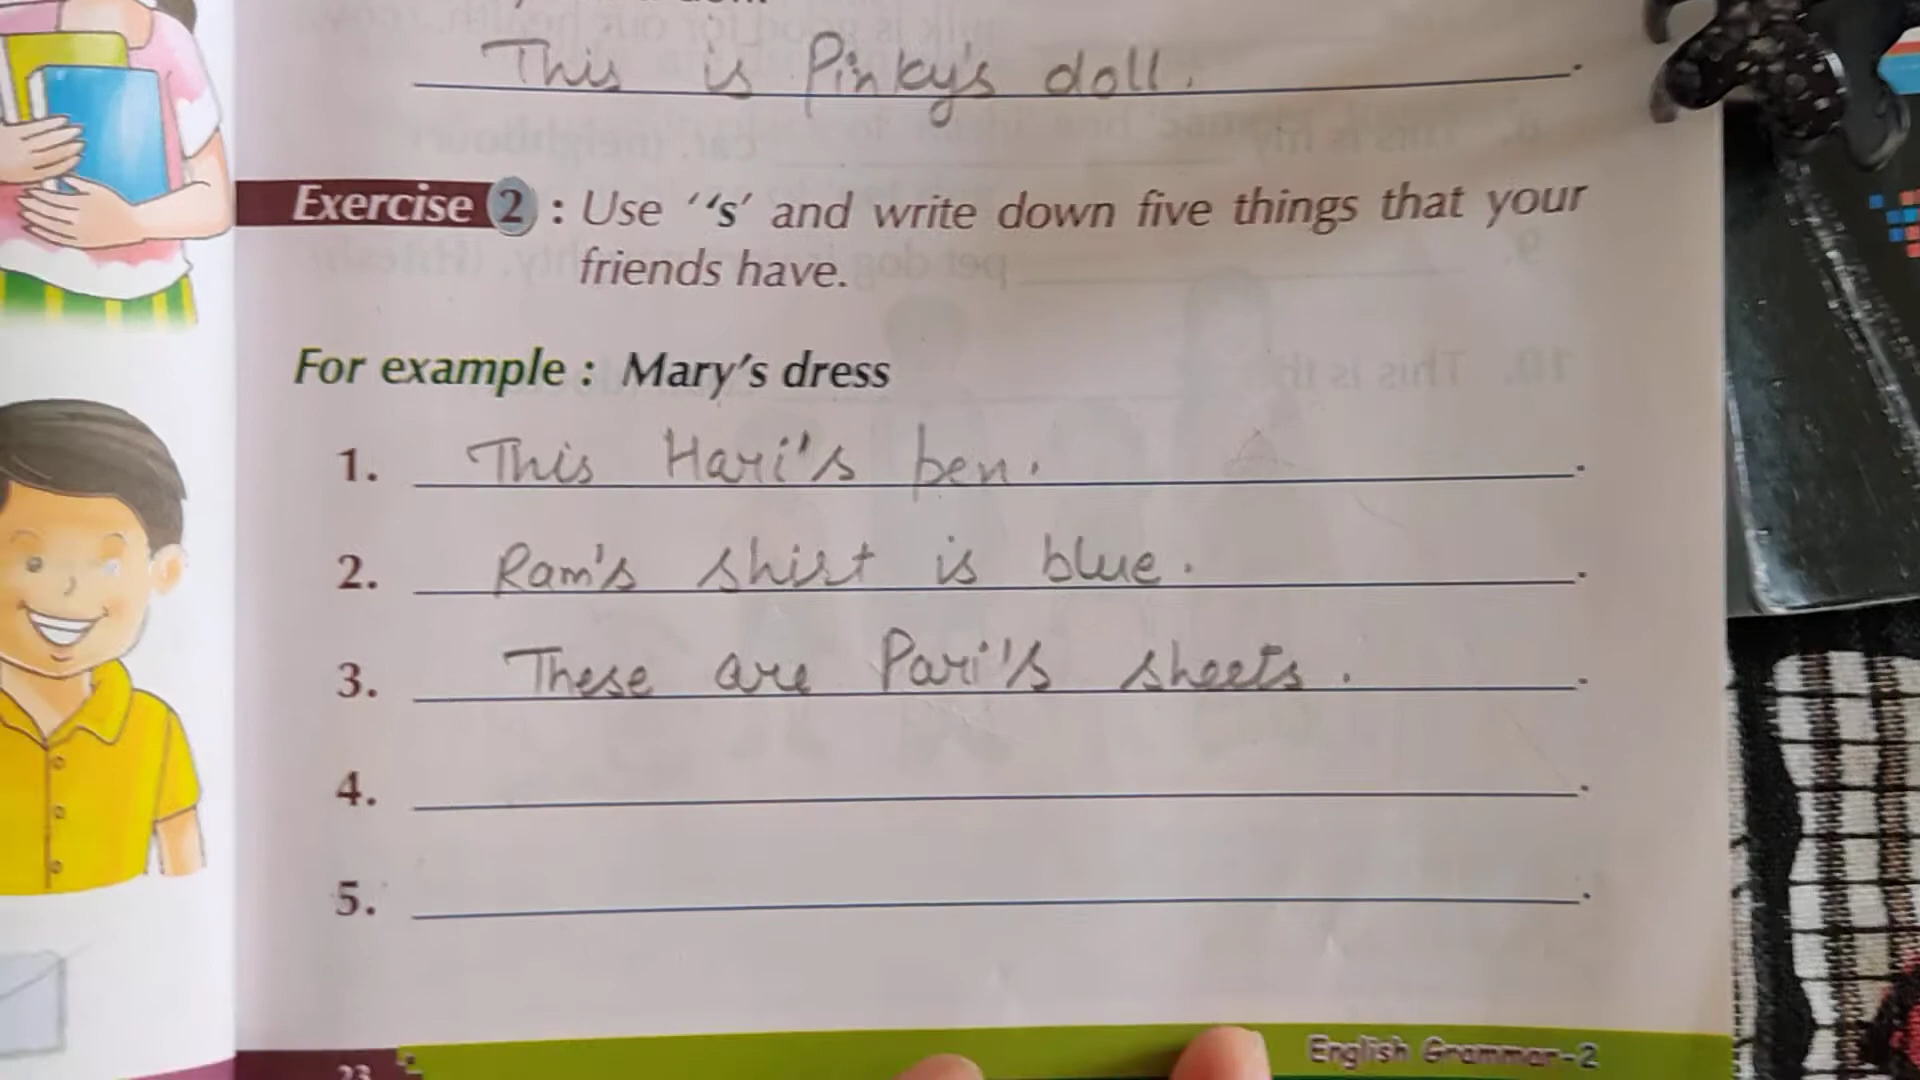 This is Pinky's doll.
Exercise 2 : Use ''s' and write down five things that your
friends have.
For example : Mary's dress
1. This Hari's ben.
2. Ram's shirt is blue.
3. These are Pari's sheets.
4.
5.
23
English Grammar-2